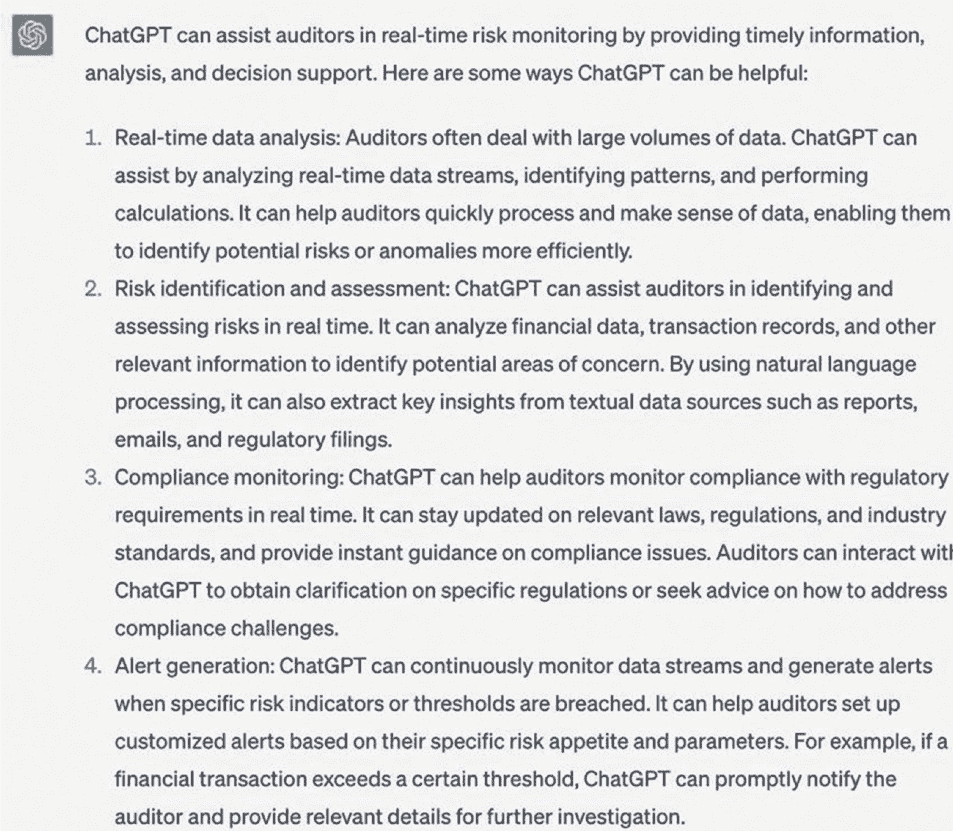 ChatGPT can assist auditors in real-time risk monitoring by providing timely information,
analysis, and decision support. Here are some ways ChatGPT can be helpful:
1. Real-time data analysis: Auditors often deal with large volumes of data. ChatGPT can
assist by analyzing real-time data streams, identifying patterns, and performing
calculations. It can help auditors quickly process and make sense of data, enabling them
to identify potential risks or anomalies more efficiently.
2. Risk identification and assessment: ChatGPT can assist auditors in identifying and
assessing risks in real time. It can analyze financial data, transaction records, and other
relevant information to identify potential areas of concern. By using natural language
processing, it can also extract key insights from textual data sources such as reports,
emails, and regulatory filings.
3. Compliance monitoring: ChatGPT can help auditors monitor compliance with regulatory
requirements in real time. It can stay updated on relevant laws, regulations, and industry
standards, and provide instant guidance on compliance issues. Auditors can interact with
ChatGPT to obtain clarification on specific regulations or seek advice on how to address
compliance challenges.
4. Alert generation: ChatGPT can continuously monitor data streams and generate alerts
when specific risk indicators or thresholds are breached. It can help auditors set up
customized alerts based on their specific risk appetite and parameters. For example, if a
financial transaction exceeds a certain threshold, ChatGPT can promptly notify the
auditor and provide relevant details for further investigation.